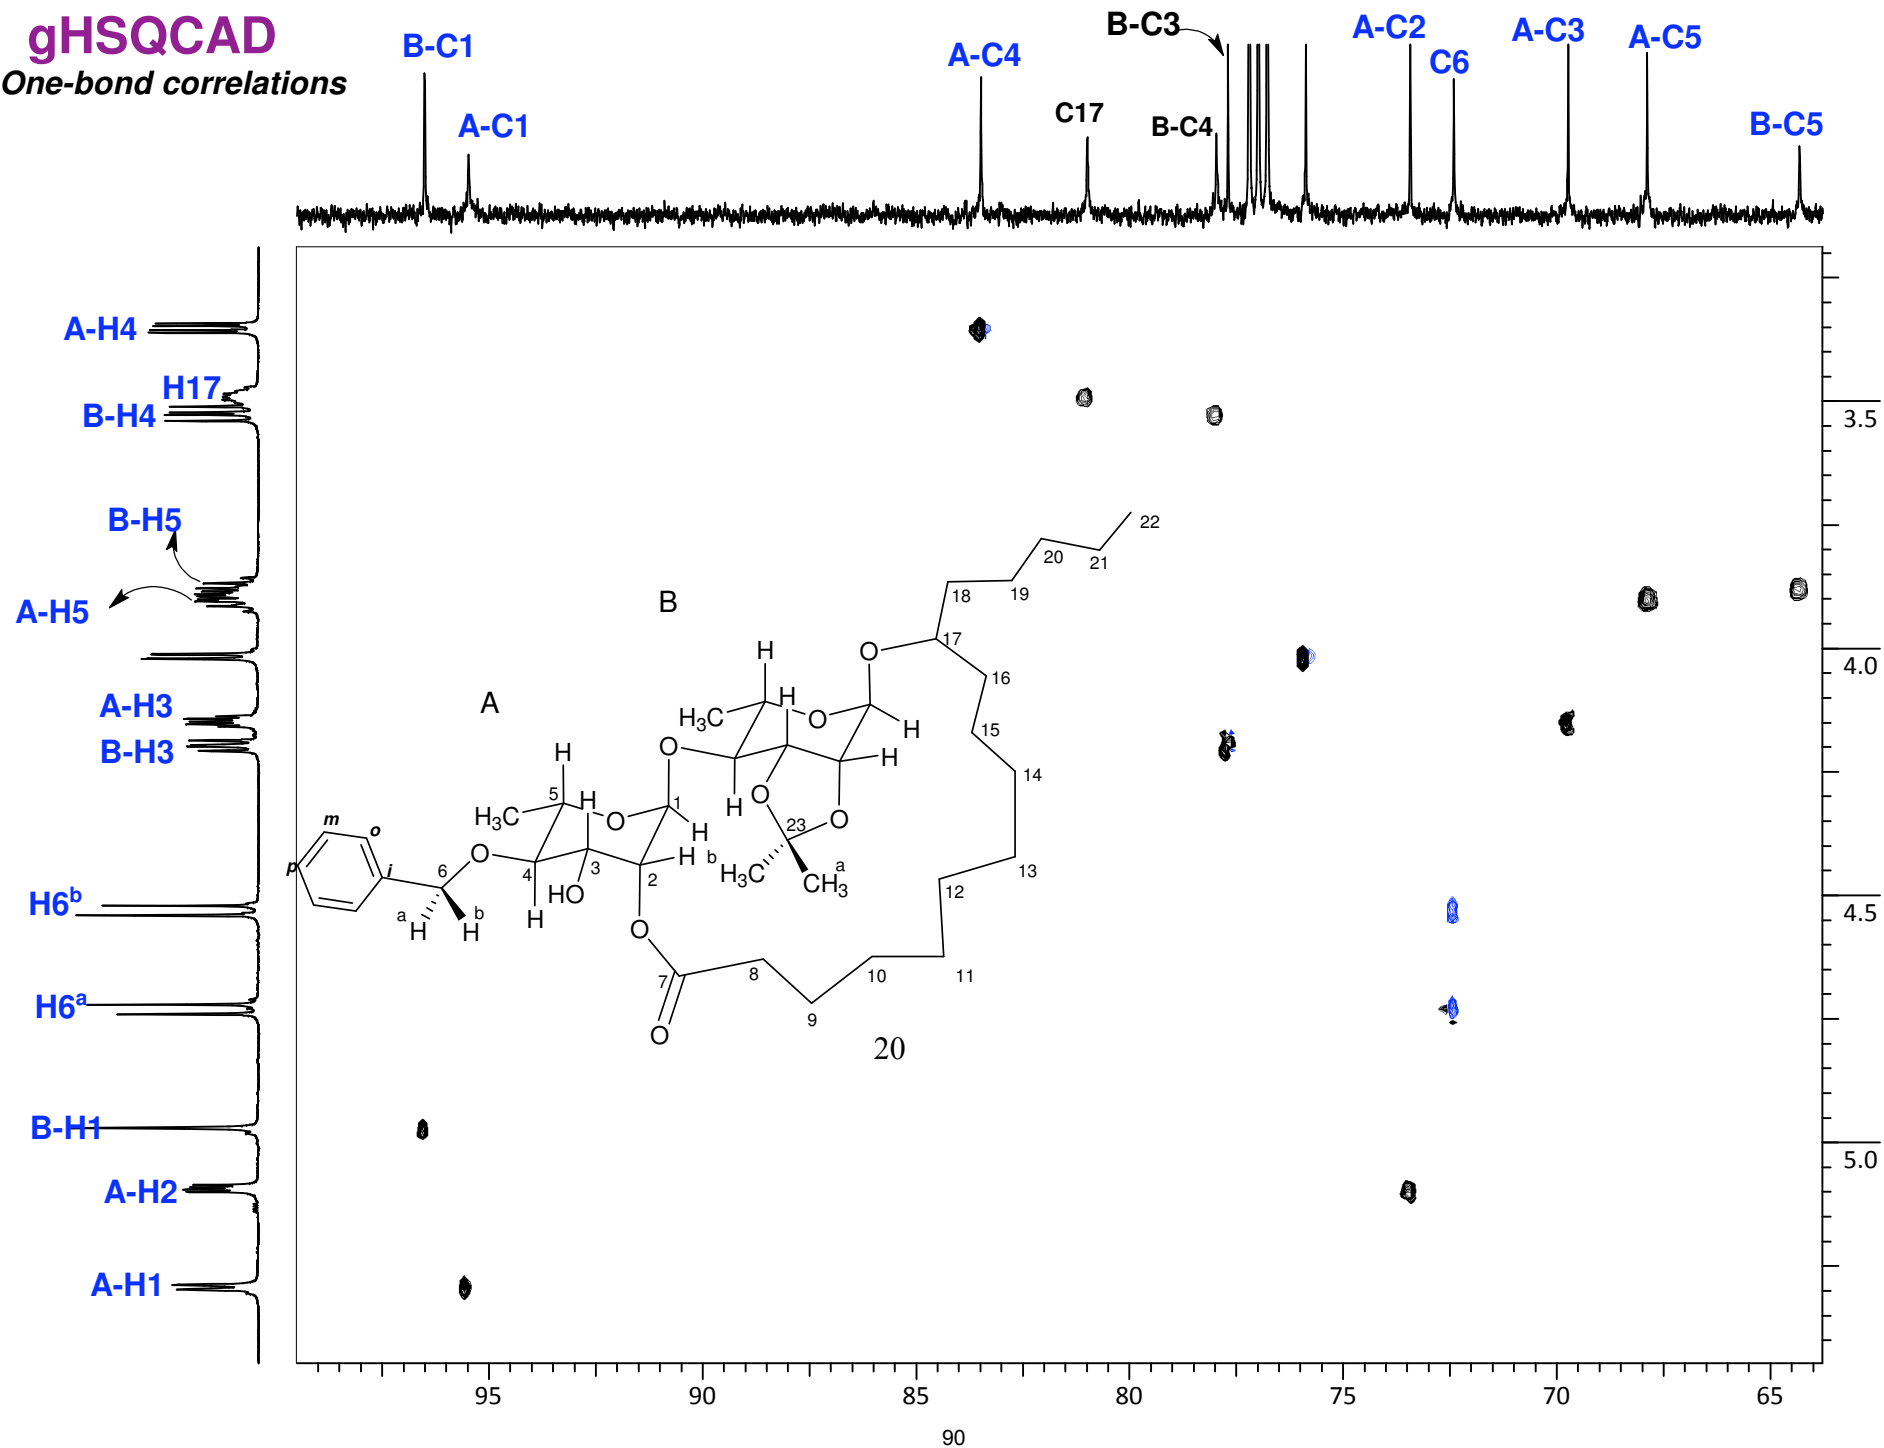 gHSQCAD
One-bond correlations
B-C1
A-C1
A-C4
C17
B-C3
B-C4
A-C2
C6
A-C3
A-C5
B-C5
A-H4
H17
B-H4
B-H5
A-H5
A-H3
B-H3
H6b
H6a
B-H1
A-H2
A-H1
3.5
4.0
4.5
5.0
22
20
21
18
19
B
17
O
H
16
A
H
H3C
O
H
15
O
H
H
14
5
H
H3C
O
1
H
O
O
H
23
m
o
b
a
13
p
i
6
O
4
3
H
2
H3C
CH3
12
HO
a
b
H
H
H
O
7
8
10
11
9
O
20
95
90
85
80
75
70
65
90